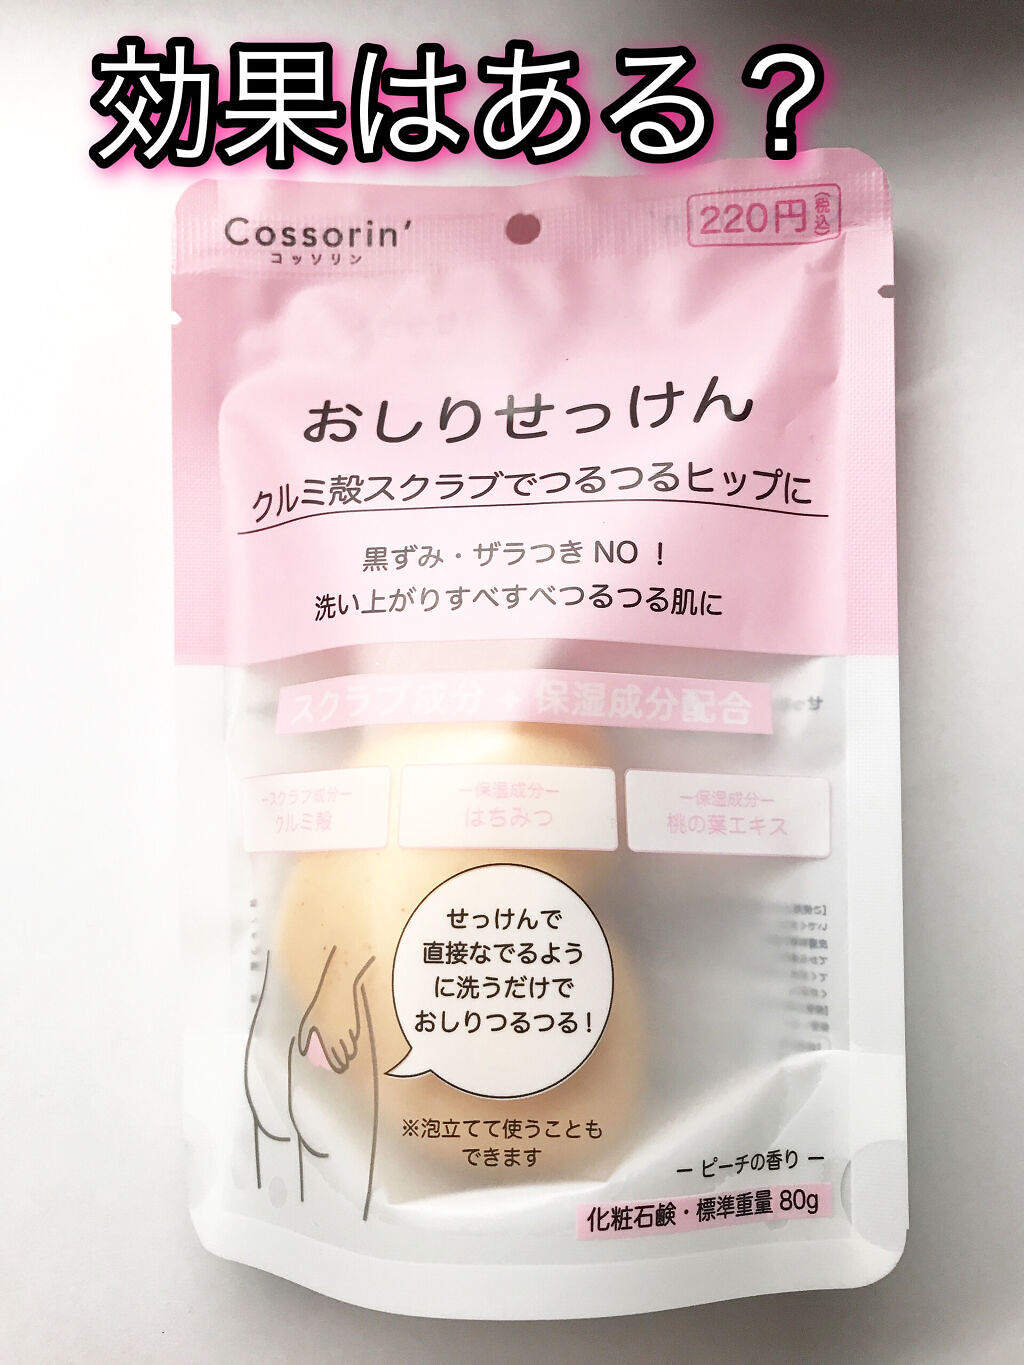 効果はある？
Cossorin’
コッソリン
220円(税込)
おしりせっけん
クルミ殻スクラブでつるつるヒップに
黒ずみ・ザラつき NO ！
洗い上がりすべすべつるつる肌に
スクラブ成分 + 保湿成分配合
ースクラブ成分ー
クルミ殻
ー保湿成分ー
はちみつ
ー保湿成分ー
桃の葉エキス
せっけんで
直接なでるよう
に洗うだけで
おしりつるつる！
※泡立てて使うことも
できます
ー ピーチの香り ー
化粧石鹸・標準重量 80g